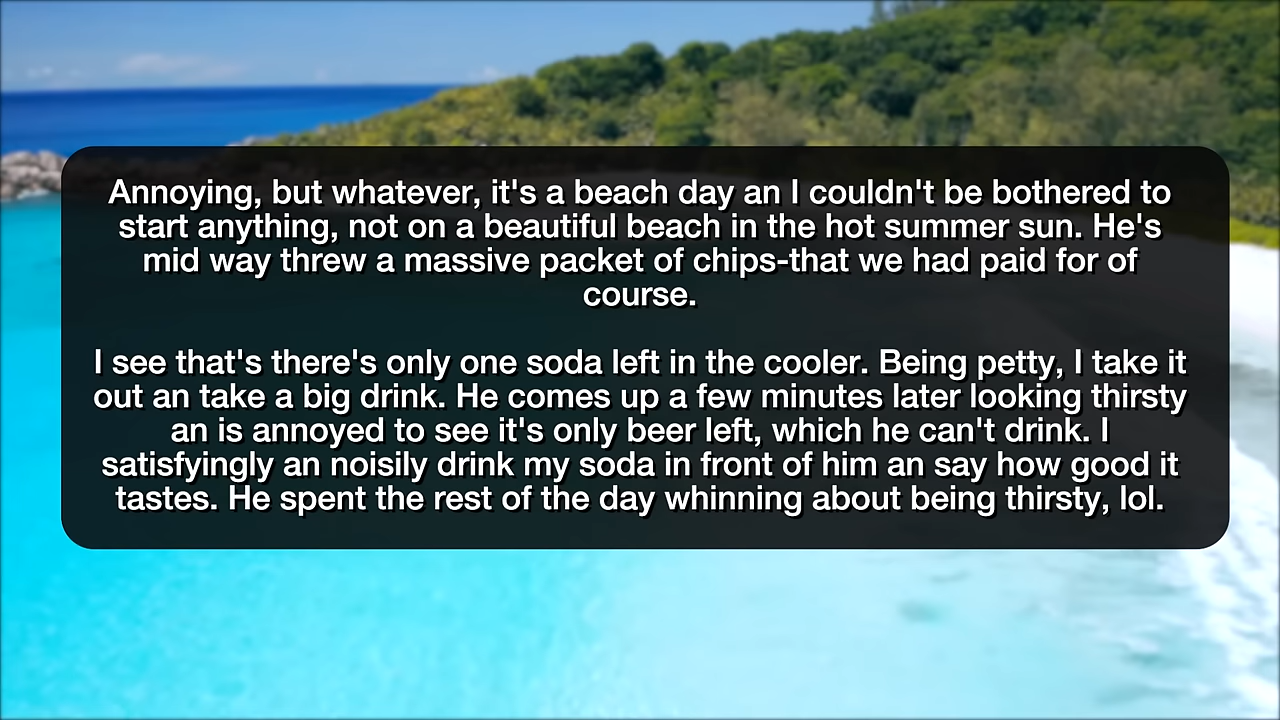 Annoying, but whatever, it's a beach day an I couldn't be bothered to
start anything, not on a beautiful beach in the hot summer sun. He's
mid way threw a massive packet of chips-that we had paid for of
course.
I see that's there's only one soda left in the cooler. Being petty, I take it
out an take a big drink. He comes up a few minutes later looking thirsty
an is annoyed to see it's only beer left, which he can't drink. I
satisfyingly an noisily drink my soda in front of him an say how good it
tastes. He spent the rest of the day whinning about being thirsty, lol.